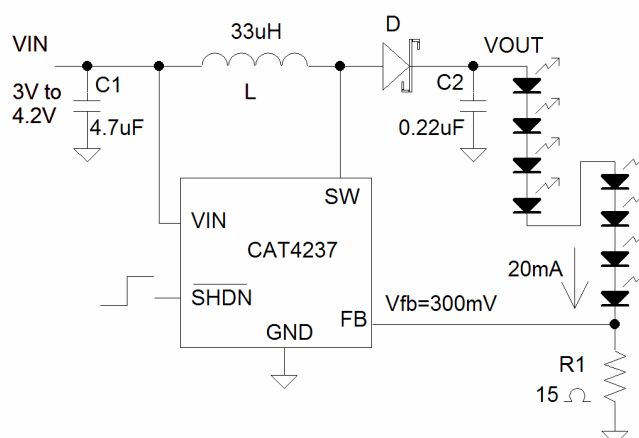 VIN
3V to
4.2V
C1
4.7uF
33uH
L
D
VOUT
C2
0.22uF
SW
VIN
CAT4237
SHDN
GND
FB
Vfb=300mV
20mA
R1
15 Ω